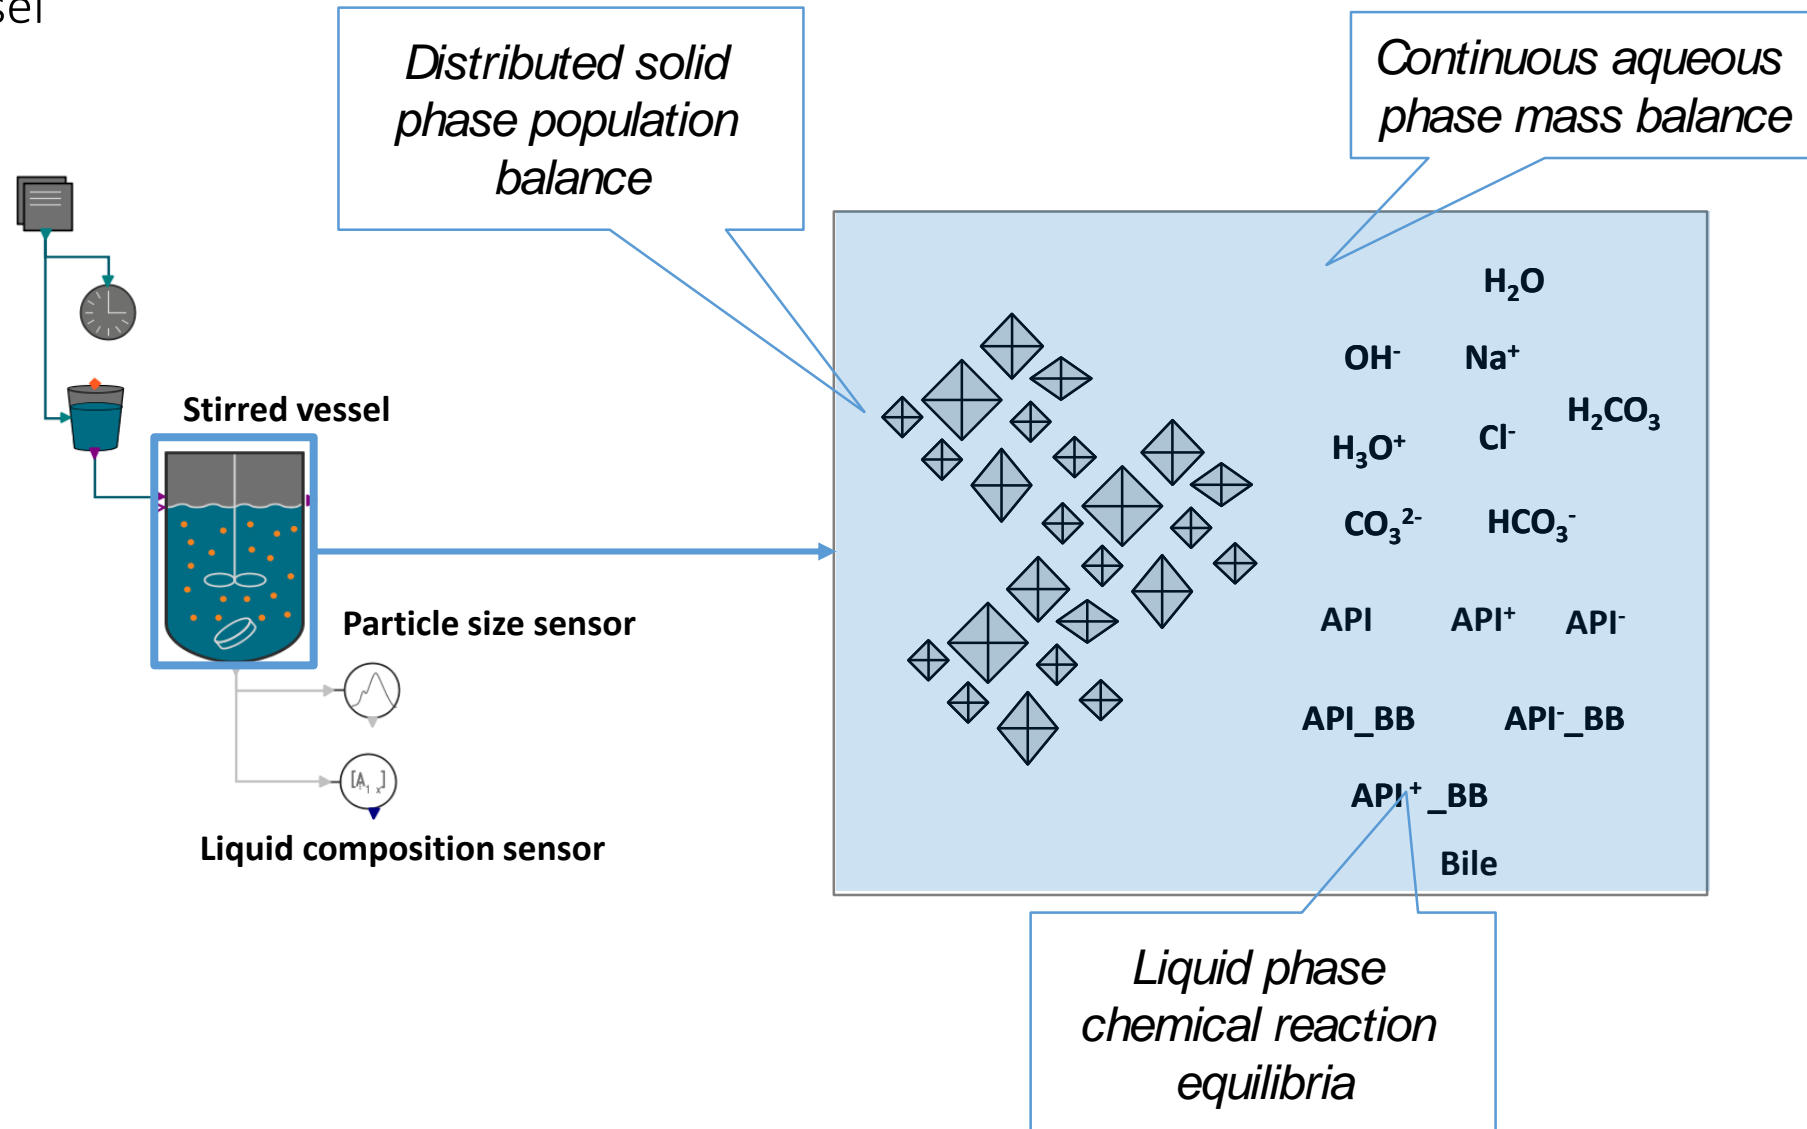 Distributed solid
phase population
balance
Continuous aqueous
phase mass balance
H₂O
OH⁻ Na⁺
H₂CO₃
H₃O⁺ Cl⁻
CO₃²⁻ HCO₃⁻
API API⁺ API⁻
API_BB API⁻_BB
API⁺_BB
Bile
Stirred vessel
Particle size sensor
Liquid composition sensor
Liquid phase
chemical reaction
equilibria